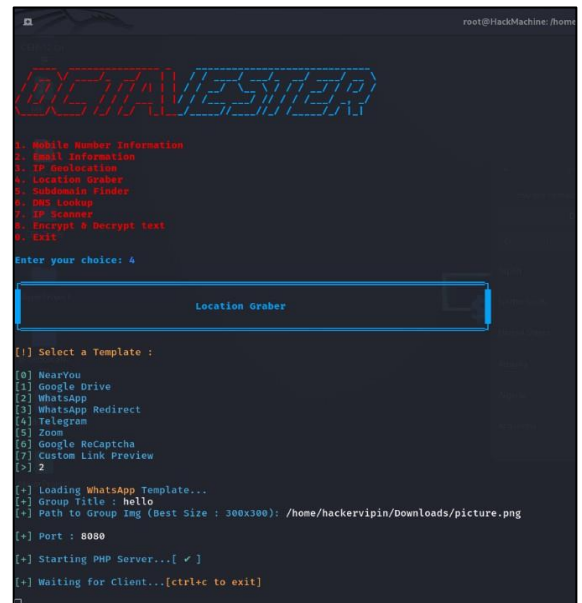 root@HackMachine: /home
1. Mobile Number Information
2. Email Information
3. IP Geolocation
4. Location Graber
5. Subdomain Finder
6. DNS Lookup
7. IP Scanner
8. Encrypt & Decrypt text
0. Exit
Enter your choice: 4
Location Graber
[!] Select a Template :
[0] NearYou
[1] Google Drive
[2] WhatsApp
[3] WhatsApp Redirect
[4] Telegram
[5] Zoom
[6] Google ReCaptcha
[7] Custom Link Preview
[>] 2
[+] Loading WhatsApp Template...
[+] Group Title : hello
[+] Path to Group Img (Best Size : 300x300): /home/hackervipin/Downloads/picture.png
[+] Port : 8080
[+] Starting PHP Server...[ ✔ ]
[+] Waiting for Client...[ctrl+c to exit]